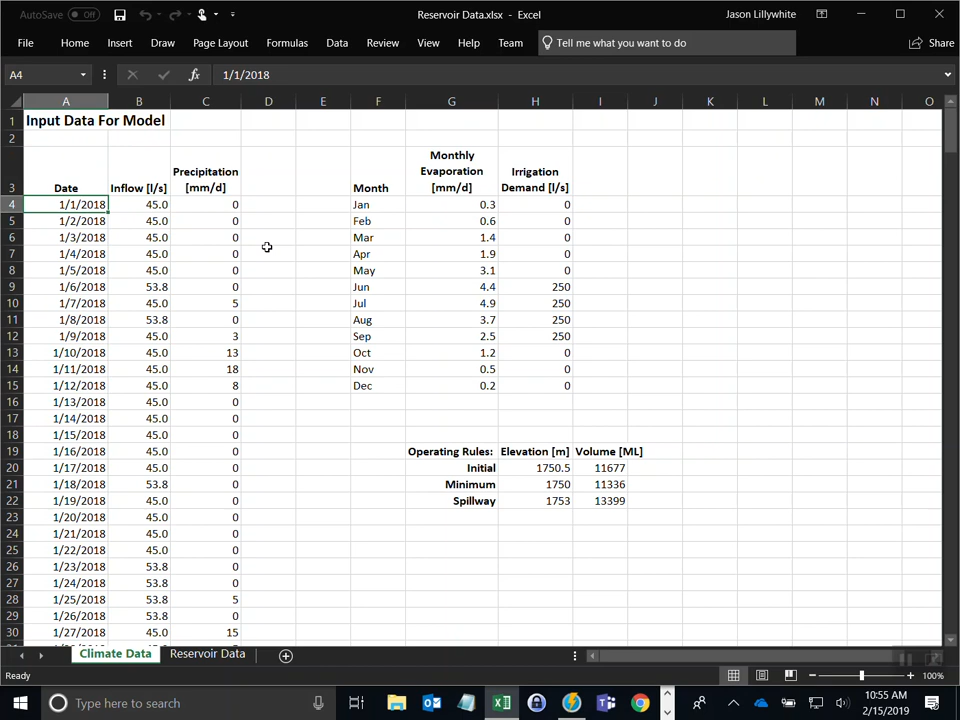 AutoSave Off Reservoir Data.xlsx - Excel Jason Lillywhite
File Home Insert Draw Page Layout Formulas Data Review View Help Team Tell me what you want to do Share
A4 fx 1/1/2018
A B C D E F G H I J K L M N O
1 Input Data For Model
2
Monthly
Precipitation Evaporation Irrigation
3 Date Inflow [l/s] [mm/d] Month [mm/d] Demand [l/s]
4 1/1/2018 45.0 0 Jan 0.3 0
5 1/2/2018 45.0 0 Feb 0.6 0
6 1/3/2018 45.0 0 Mar 1.4 0
7 1/4/2018 45.0 0 Apr 1.9 0
8 1/5/2018 45.0 0 May 3.1 0
9 1/6/2018 53.8 0 Jun 4.4 250
10 1/7/2018 45.0 5 Jul 4.9 250
11 1/8/2018 53.8 0 Aug 3.7 250
12 1/9/2018 45.0 3 Sep 2.5 250
13 1/10/2018 45.0 13 Oct 1.2 0
14 1/11/2018 45.0 18 Nov 0.5 0
15 1/12/2018 45.0 8 Dec 0.2 0
16 1/13/2018 45.0 0
17 1/14/2018 45.0 0
18 1/15/2018 45.0 0
19 1/16/2018 45.0 0 Operating Rules: Elevation [m] Volume [ML]
20 1/17/2018 45.0 0 Initial 1750.5 11677
21 1/18/2018 53.8 0 Minimum 1750 11336
22 1/19/2018 45.0 0 Spillway 1753 13399
23 1/20/2018 45.0 0
24 1/21/2018 45.0 0
25 1/22/2018 45.0 0
26 1/23/2018 53.8 0
27 1/24/2018 53.8 0
28 1/25/2018 53.8 5
29 1/26/2018 53.8 0
30 1/27/2018 45.0 15
Climate Data Reservoir Data
Ready 100%
Type here to search 10:55 AM
2/15/2019